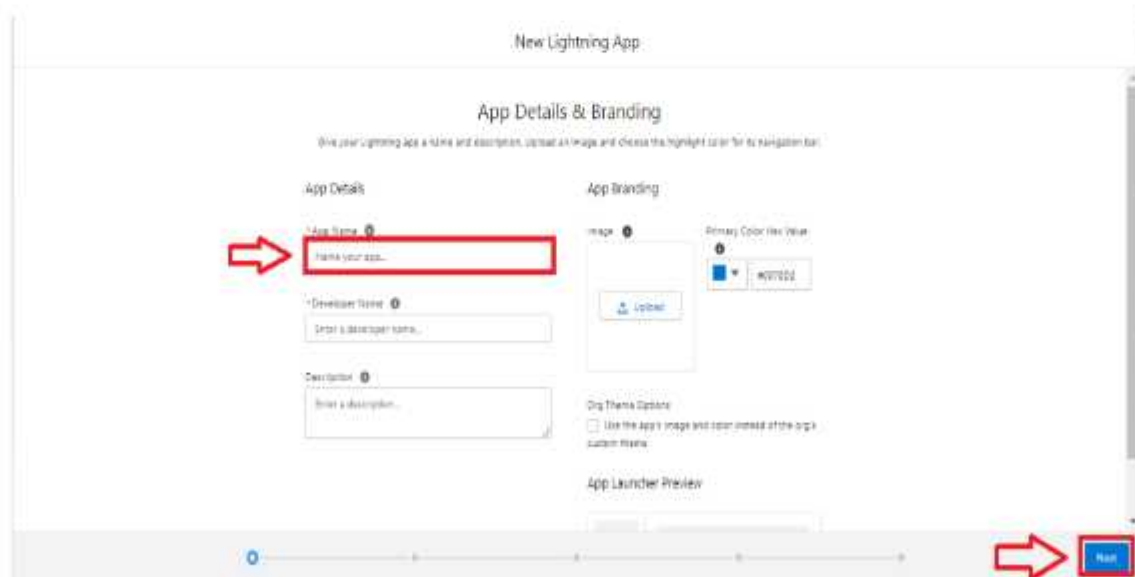 New Lightning App
App Details & Branding
Give your Lightning app a name and description. Upload an image and choose the highlight color for its navigation bar.
App Details
App Branding
*App Name
Name your app...
Image
Primary Color Hex Value
Upload
*Developer Name
Enter a developer name...
Description
Enter a description...
Org Theme Options
Use the app's image and color instead of the org's
custom theme
App Launcher Preview
Next